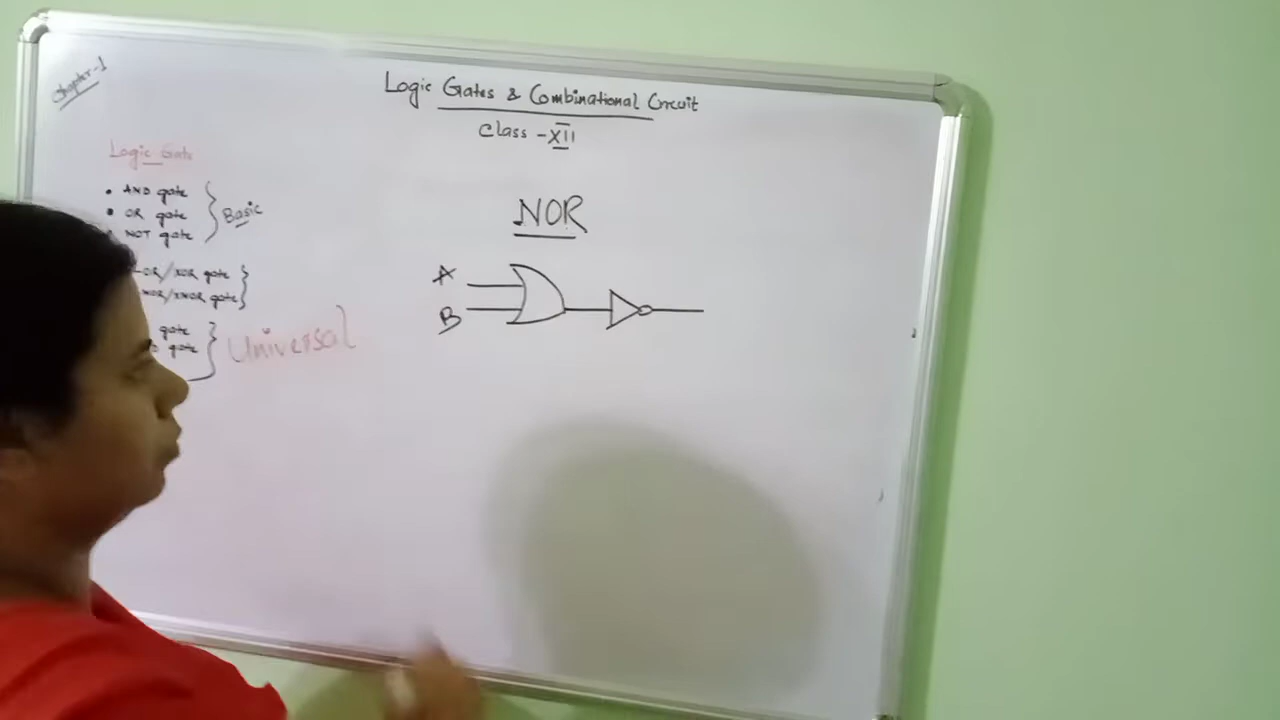 Chapter-1
Logic Gates & Combinational Circuit
Class -XII
Logic Gate
• AND gate
• OR gate
NOT gate
Basic
OR/XOR gate
NOR/XNOR gate
gate
gate
Universal
NOR
A
B